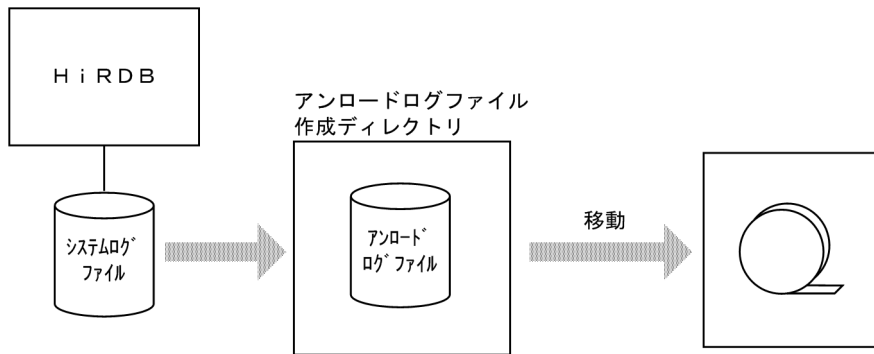 ＨｉＲＤＢ
アンロードログファイル
作成ディレクトリ
ｼｽﾃﾑﾛｸﾞ
ﾌｧｲﾙ
ｱﾝﾛｰﾄﾞ
ﾛｸﾞﾌｧｲﾙ
移動